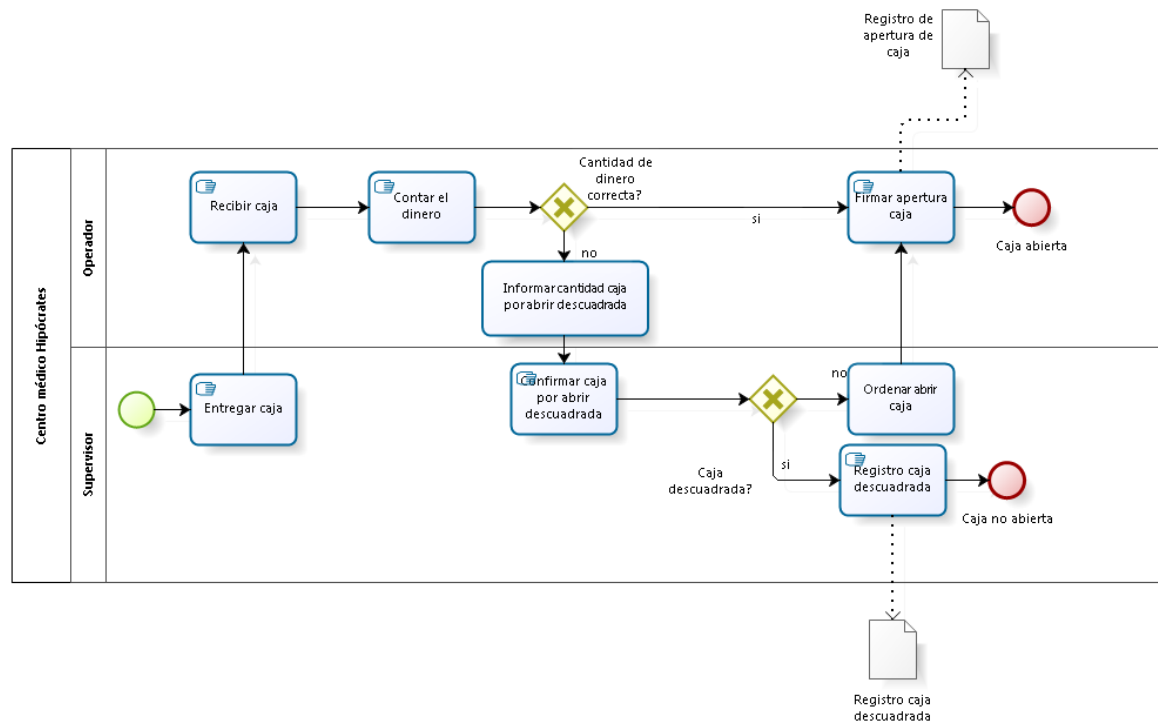 Registro de
apertura de
caja
Centro médico Hipócrates
Operador
Recibir caja
Contar el
dinero
Cantidad de
dinero
correcta?
si
no
Firmar apertura
caja
Caja abierta
Informar cantidad caja
por abrir descuadrada
Supervisor
Entregar caja
Confirmar caja
por abrir
descuadrada
Caja
descuadrada?
no
si
Ordenar abrir
caja
Registro caja
descuadrada
Caja no abierta
Registro caja
descuadrada